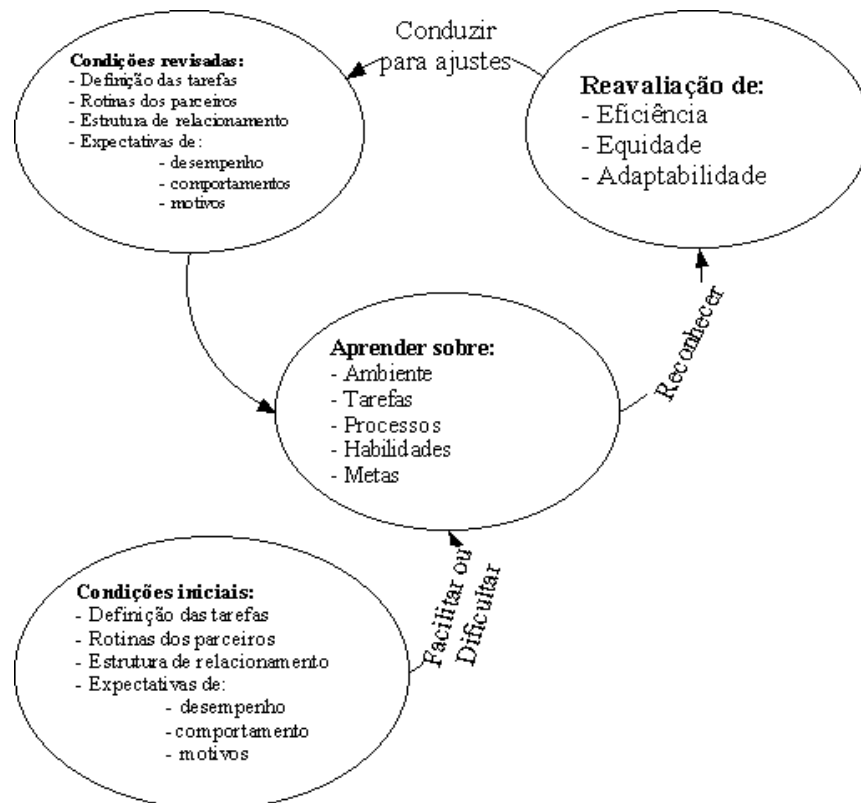 Condições revisadas:
- Definição das tarefas
- Rotinas dos parceiros
- Estrutura de relacionamento
- Expectativas de:
- desempenho
- comportamentos
- motivos
Conduzir
para ajustes
Reavaliação de:
- Eficiência
- Equidade
- Adaptabilidade
Aprender sobre:
- Ambiente
- Tarefas
- Processos
- Habilidades
- Metas
Reconhecer
Condições iniciais:
- Definição das tarefas
- Rotinas dos parceiros
- Estrutura de relacionamento
- Expectativas de:
- desempenho
- comportamento
- motivos
Facilitar ou
Dificultar